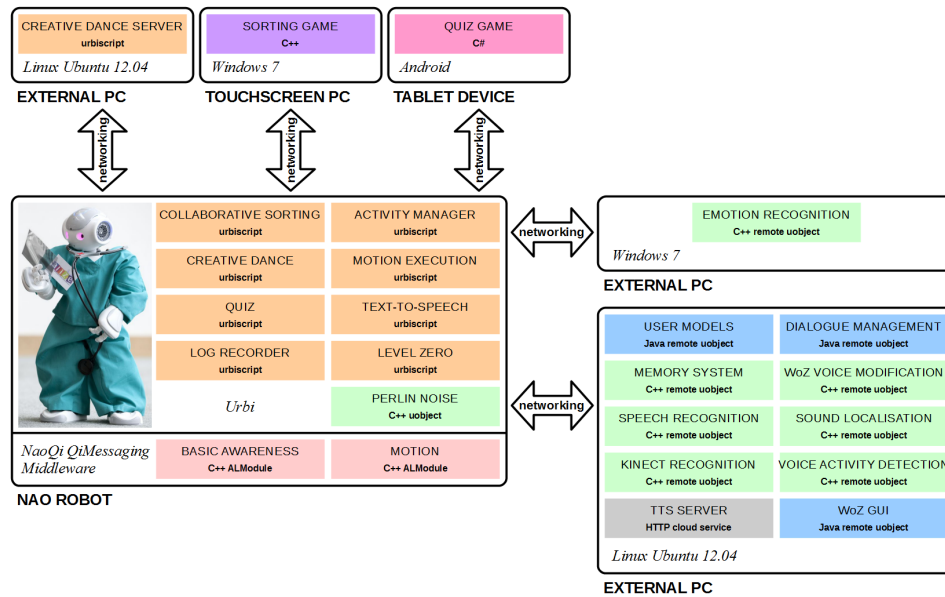 CREATIVE DANCE SERVER
urbiscript
Linux Ubuntu 12.04
EXTERNAL PC
SORTING GAME
C++
Windows 7
TOUCHSCREEN PC
QUIZ GAME
C#
Android
TABLET DEVICE
networking
networking
networking
COLLABORATIVE SORTING
urbiscript
ACTIVITY MANAGER
urbiscript
CREATIVE DANCE
urbiscript
MOTION EXECUTION
urbiscript
QUIZ
urbiscript
TEXT-TO-SPEECH
urbiscript
LOG RECORDER
urbiscript
LEVEL ZERO
urbiscript
Urbi
PERLIN NOISE
C++ uobject
NaoQi QiMessaging
Middleware
BASIC AWARENESS
C++ ALModule
MOTION
C++ ALModule
NAO ROBOT
networking
EMOTION RECOGNITION
C++ remote uobject
Windows 7
EXTERNAL PC
networking
USER MODELS
Java remote uobject
DIALOGUE MANAGEMENT
Java remote uobject
MEMORY SYSTEM
C++ remote uobject
WoZ VOICE MODIFICATION
C++ remote uobject
SPEECH RECOGNITION
C++ remote uobject
SOUND LOCALISATION
C++ remote uobject
KINECT RECOGNITION
C++ remote uobject
VOICE ACTIVITY DETECTION
C++ remote uobject
TTS SERVER
HTTP cloud service
WoZ GUI
Java remote uobject
Linux Ubuntu 12.04
EXTERNAL PC